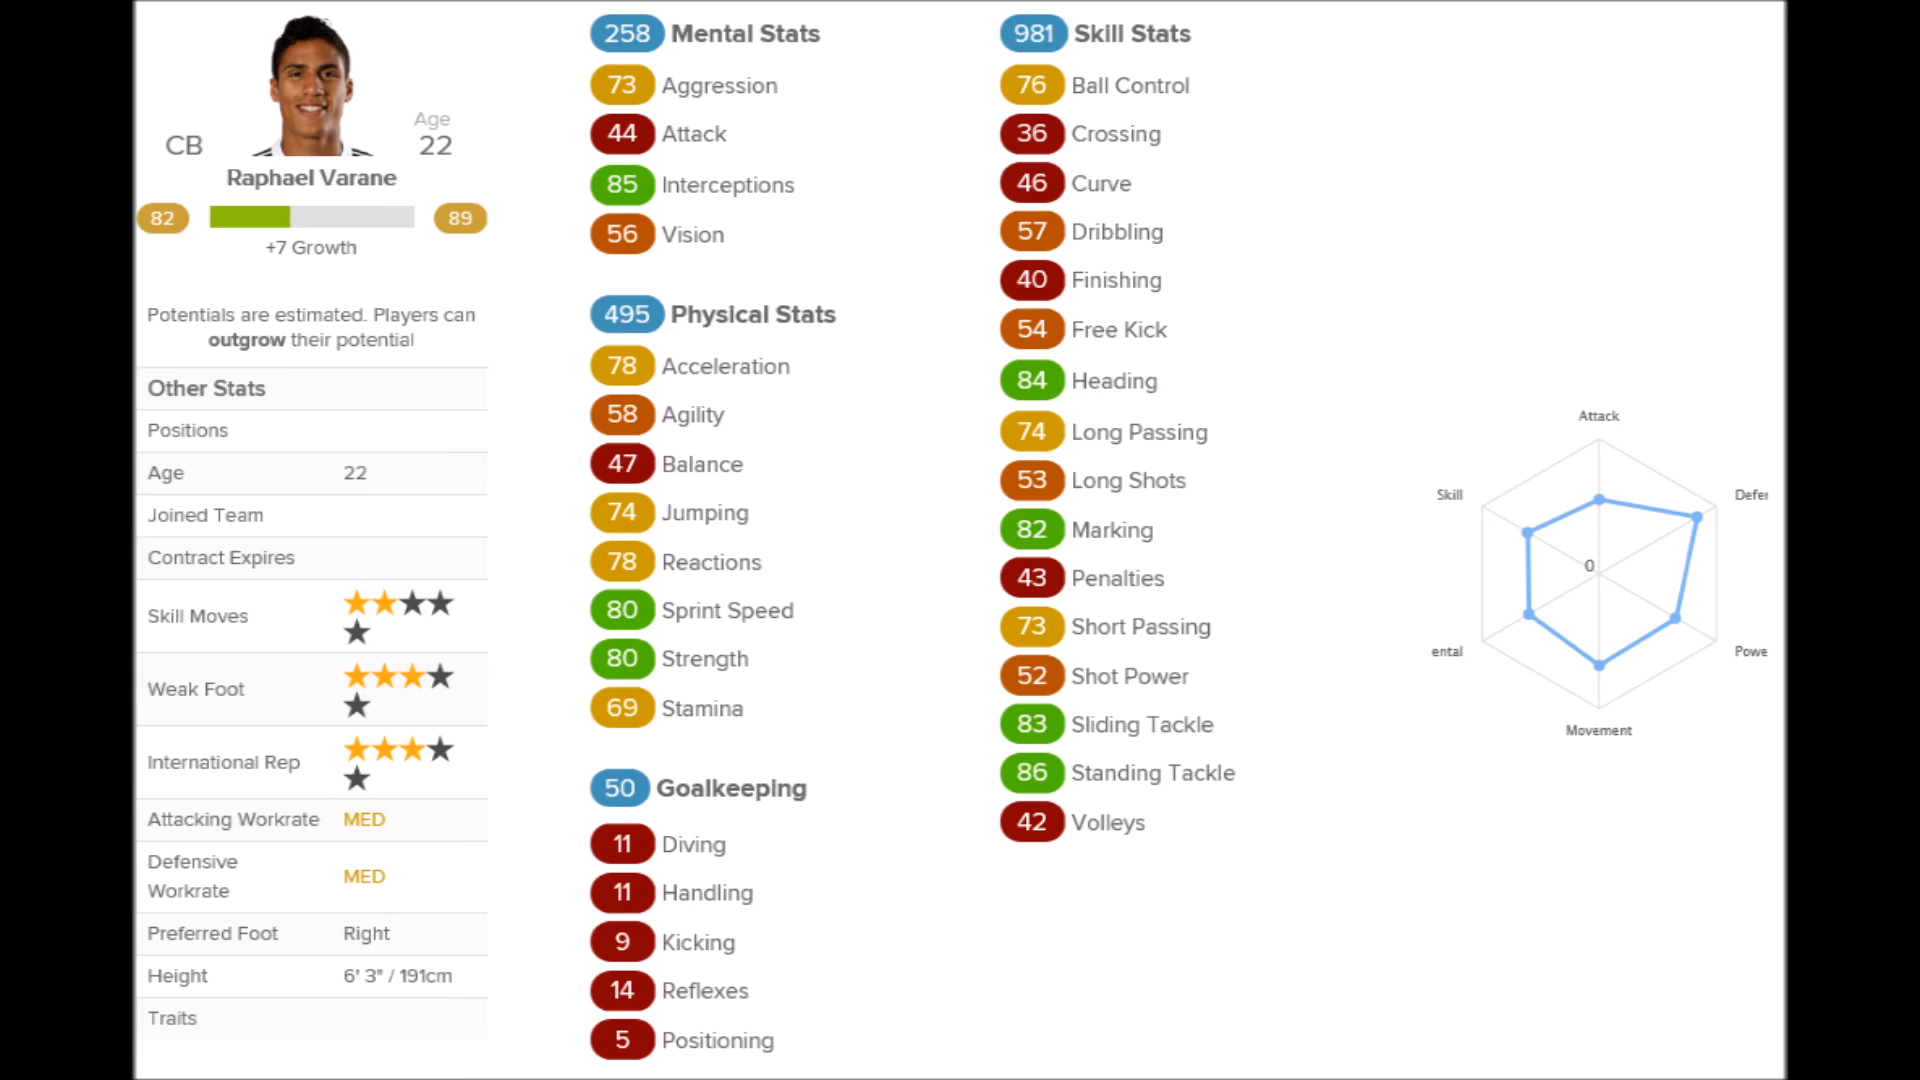 CB
Age
22
Raphael Varane
82
89
+7 Growth
Potentials are estimated. Players can
outgrow their potential
Other Stats
Positions
Age 22
Joined Team
Contract Expires
Skill Moves
Weak Foot
International Rep
Attacking Workrate MED
Defensive
Workrate MED
Preferred Foot Right
Height 6' 3" / 191cm
Traits
258 Mental Stats
73 Aggression
44 Attack
85 Interceptions
56 Vision
495 Physical Stats
78 Acceleration
58 Agility
47 Balance
74 Jumping
78 Reactions
80 Sprint Speed
80 Strength
69 Stamina
50 Goalkeeping
11 Diving
11 Handling
9 Kicking
14 Reflexes
5 Positioning
981 Skill Stats
76 Ball Control
36 Crossing
46 Curve
57 Dribbling
40 Finishing
54 Free Kick
84 Heading
74 Long Passing
53 Long Shots
82 Marking
43 Penalties
73 Short Passing
52 Shot Power
83 Sliding Tackle
86 Standing Tackle
42 Volleys
Attack
Skill
Defer
0
ental
Powe
Movement